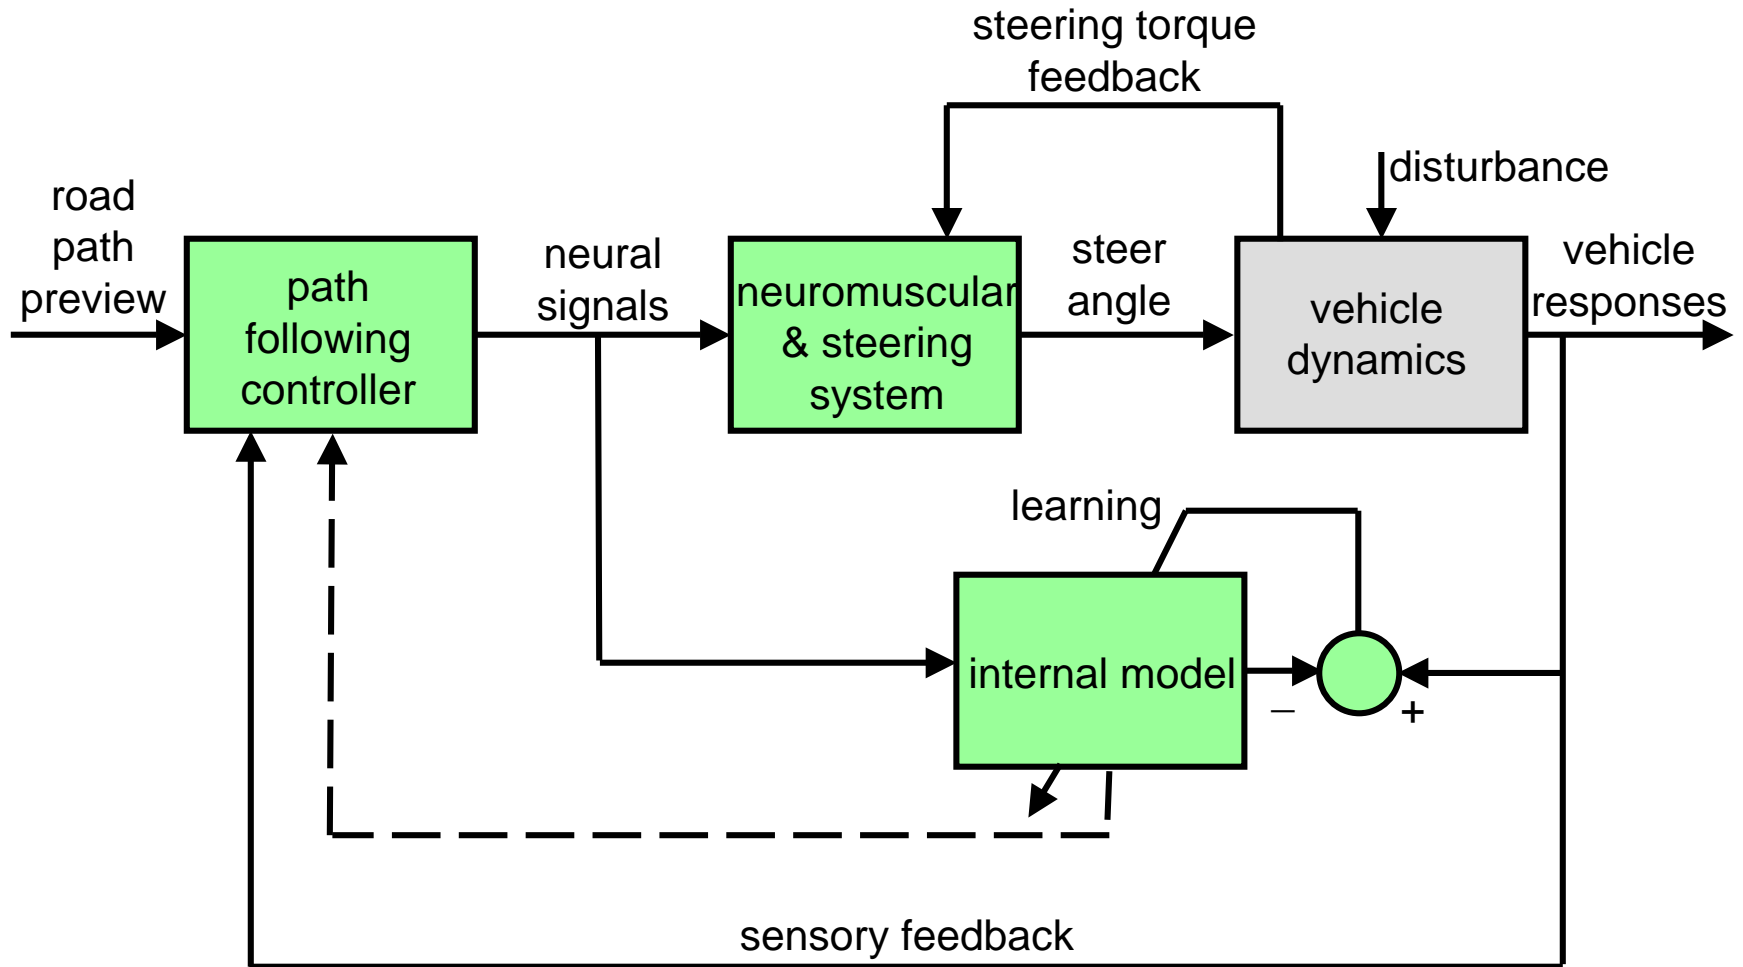 steering torque
feedback
disturbance
road
path
preview
path
following
controller
neural
signals
neuromuscular
& steering
system
steer
angle
vehicle
dynamics
vehicle
responses
learning
internal model
–
+
sensory feedback